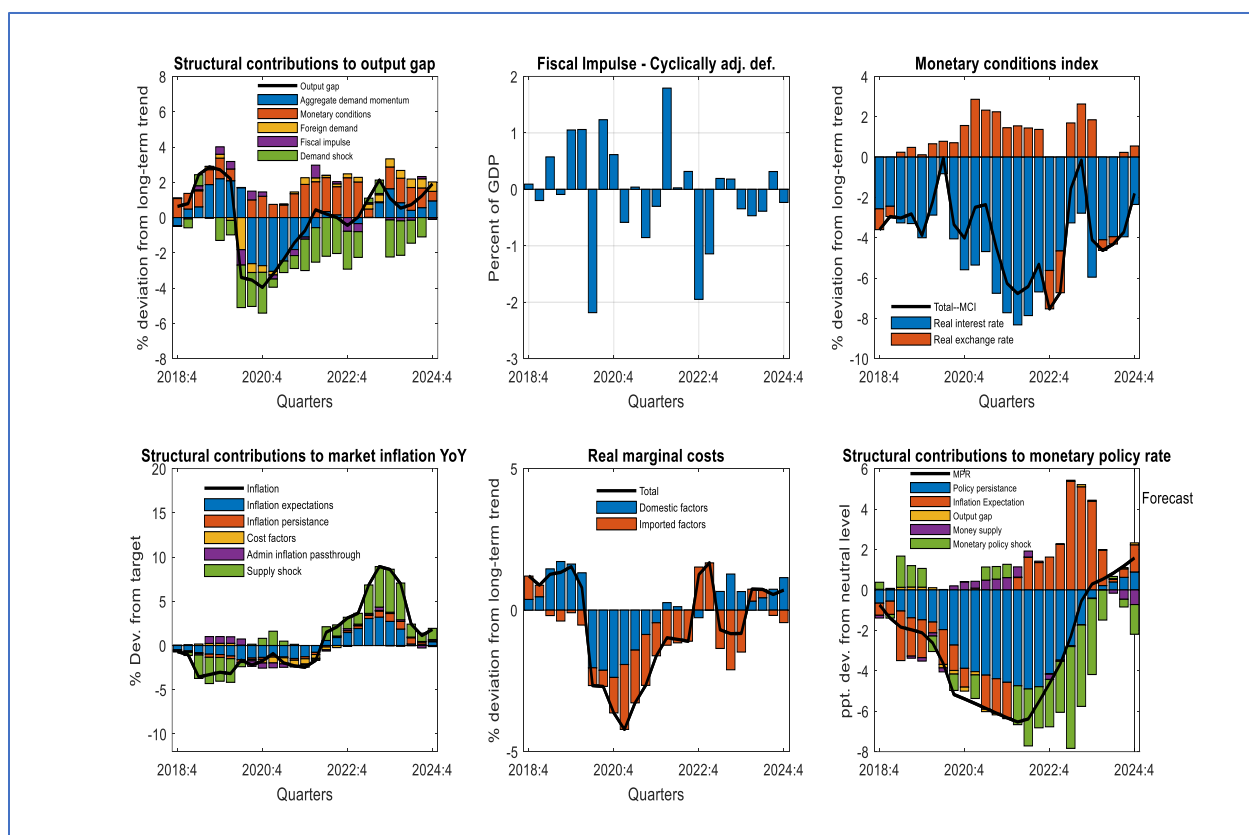 Structural contributions to output gap
% deviation from long-term trend
8
6
4
2
0
-2
-4
-6
-8
Output gap
Aggregate demand momentum
Monetary conditions
Foreign demand
Fiscal impulse
Demand shock
2018:4 2020:4 2022:4 2024:4
Quarters
Fiscal Impulse - Cyclically adj. def.
Percent of GDP
2
1
0
-1
-2
-3
2018:4 2020:4 2022:4 2024:4
Quarters
Monetary conditions index
% deviation from long-term trend
4
2
0
-2
-4
-6
-8
-10
Total--MCI
Real interest rate
Real exchange rate
2018:4 2020:4 2022:4 2024:4
Quarters
Structural contributions to market inflation YoY
% Dev. from target
20
15
10
5
0
-5
-10
Inflation
Inflation expectations
Inflation persistance
Cost factors
Admin inflation passthrough
Supply shock
2018:4 2020:4 2022:4 2024:4
Quarters
Real marginal costs
% deviation from long-term trend
5
0
-5
Total
Domestic factors
Imported factors
2018:4 2020:4 2022:4 2024:4
Quarters
Structural contributions to monetary policy rate
ppt. dev. from neutral level
6
4
2
0
-2
-4
-6
-8
MPR
Policy persistance
Inflation Expectation
Output gap
Money supply
Monetary policy shock
Forecast
2018:4 2020:4 2022:4 2024:4
Quarters